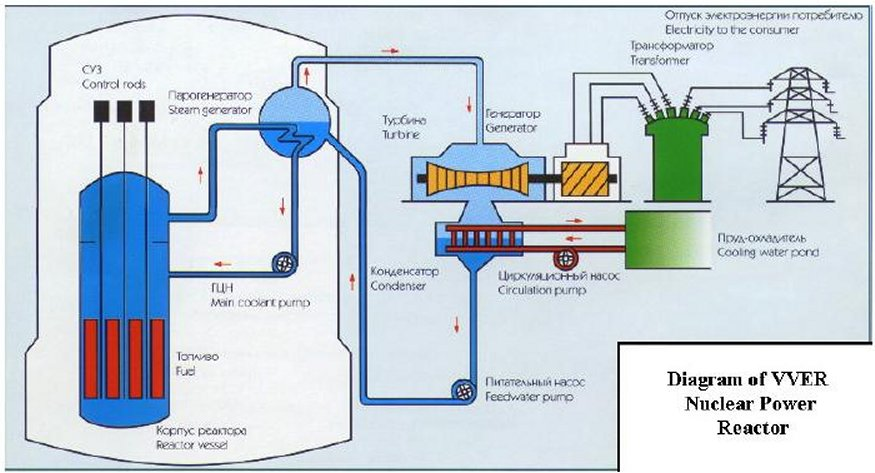 Отпуск электроэнергии потребителю
Electricity to the consumer
Трансформатор
Transformer
СУЗ
Control rods
Парогенератор
Steam generator
Турбина
Turbine
Генератор
Generator
Пруд-охладитель
Cooling water pond
Конденсатор
Condenser
Циркуляционный насос
Circulation pump
ГЦН
Main coolant pump
Топливо
Fuel
Питательный насос
Feedwater pump
Корпус реактора
Reactor vessel
Diagram of VVER
Nuclear Power
Reactor